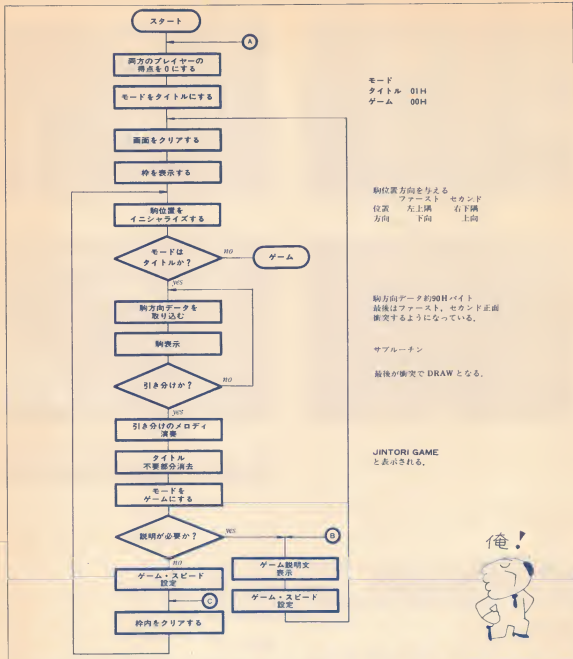 スタート
A
両方のプレイヤーの
得点を0にする
モードをタイトルにする
画面をクリアする
枠を表示する
駒位置を
イニシャライズする
モードは
タイトルか?
no
ゲーム
yes
駒方向データを
取り込む
駒表示
引き分けか?
no
yes
引き分けのメロディ
演奏
タイトル
不要部分消去
モードを
ゲームにする
説明が必要か?
yes
B
no
ゲーム・スピード
設定
ゲーム説明文
表示
C
ゲーム・スピード
設定
枠内をクリアする
モード
タイトル 01H
ゲーム 00H
駒位置方向を与える
ファースト セカンド
位置 左上隅 右下隅
方向 下向 上向
駒方向データ約90Hバイト
最後はファースト,セカンド正面
衝突するようになっている.
サブルーチン
最後が衝突で DRAW となる.
JINTORI GAME
と表示される.
俺!